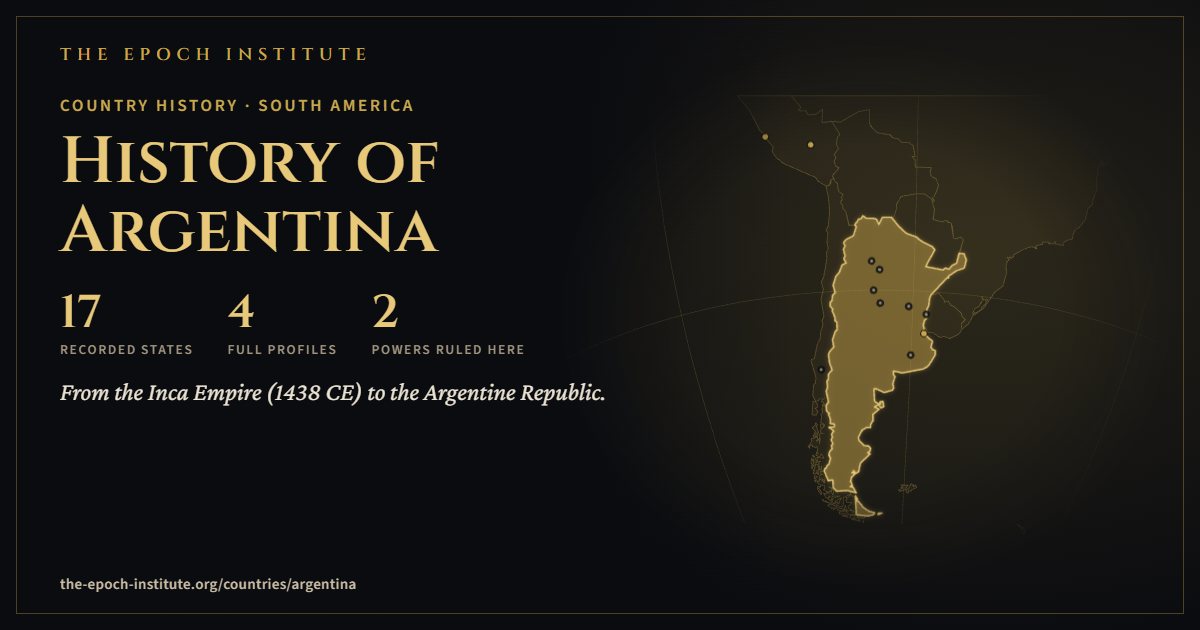 THE EPOCH INSTITUTE
COUNTRY HISTORY · SOUTH AMERICA
HISTORY OF
ARGENTINA
17 4 2
RECORDED STATES FULL PROFILES POWERS RULED HERE
From the Inca Empire (1438 CE) to the Argentine Republic.
the-epoch-institute.org/countries/argentina